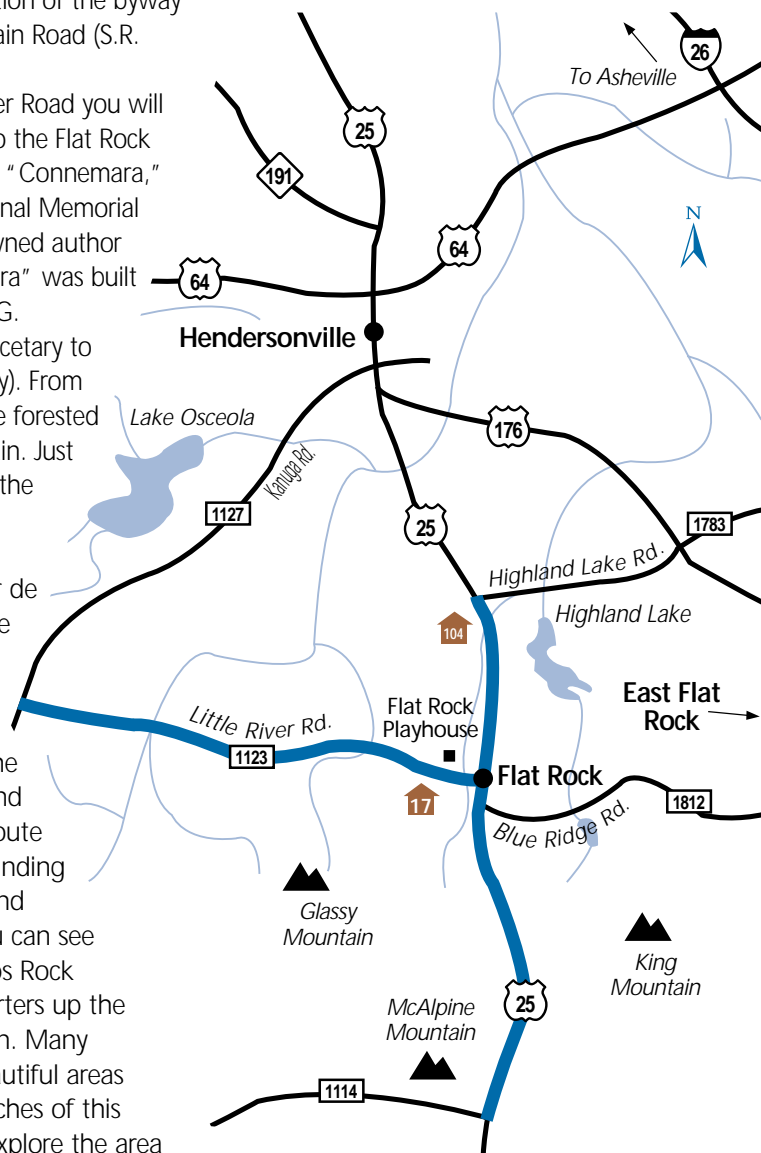 tion of the byway
ain Road (S.R.
er Road you will
o the Flat Rock
“Connemara,”
nal Memorial
wned author
ra” was built
G.
cetary to
y). From
e forested
in. Just
the
r de
e
ne
nd
oute
nding
nd
u can see
os Rock
rters up the
n. Many
autiful areas
ches of this
xplore the area
26
To Asheville
25
191
N
64
64
Hendersonville
Lake Osceola
176
Kanuga Rd.
1127
25
1783
Highland Lake Rd.
104
Highland Lake
East Flat
Rock
Flat Rock
Playhouse
Little River Rd.
1123
Flat Rock
17
1812
Blue Ridge Rd.
Glassy
Mountain
King
Mountain
25
McAlpine
Mountain
1114